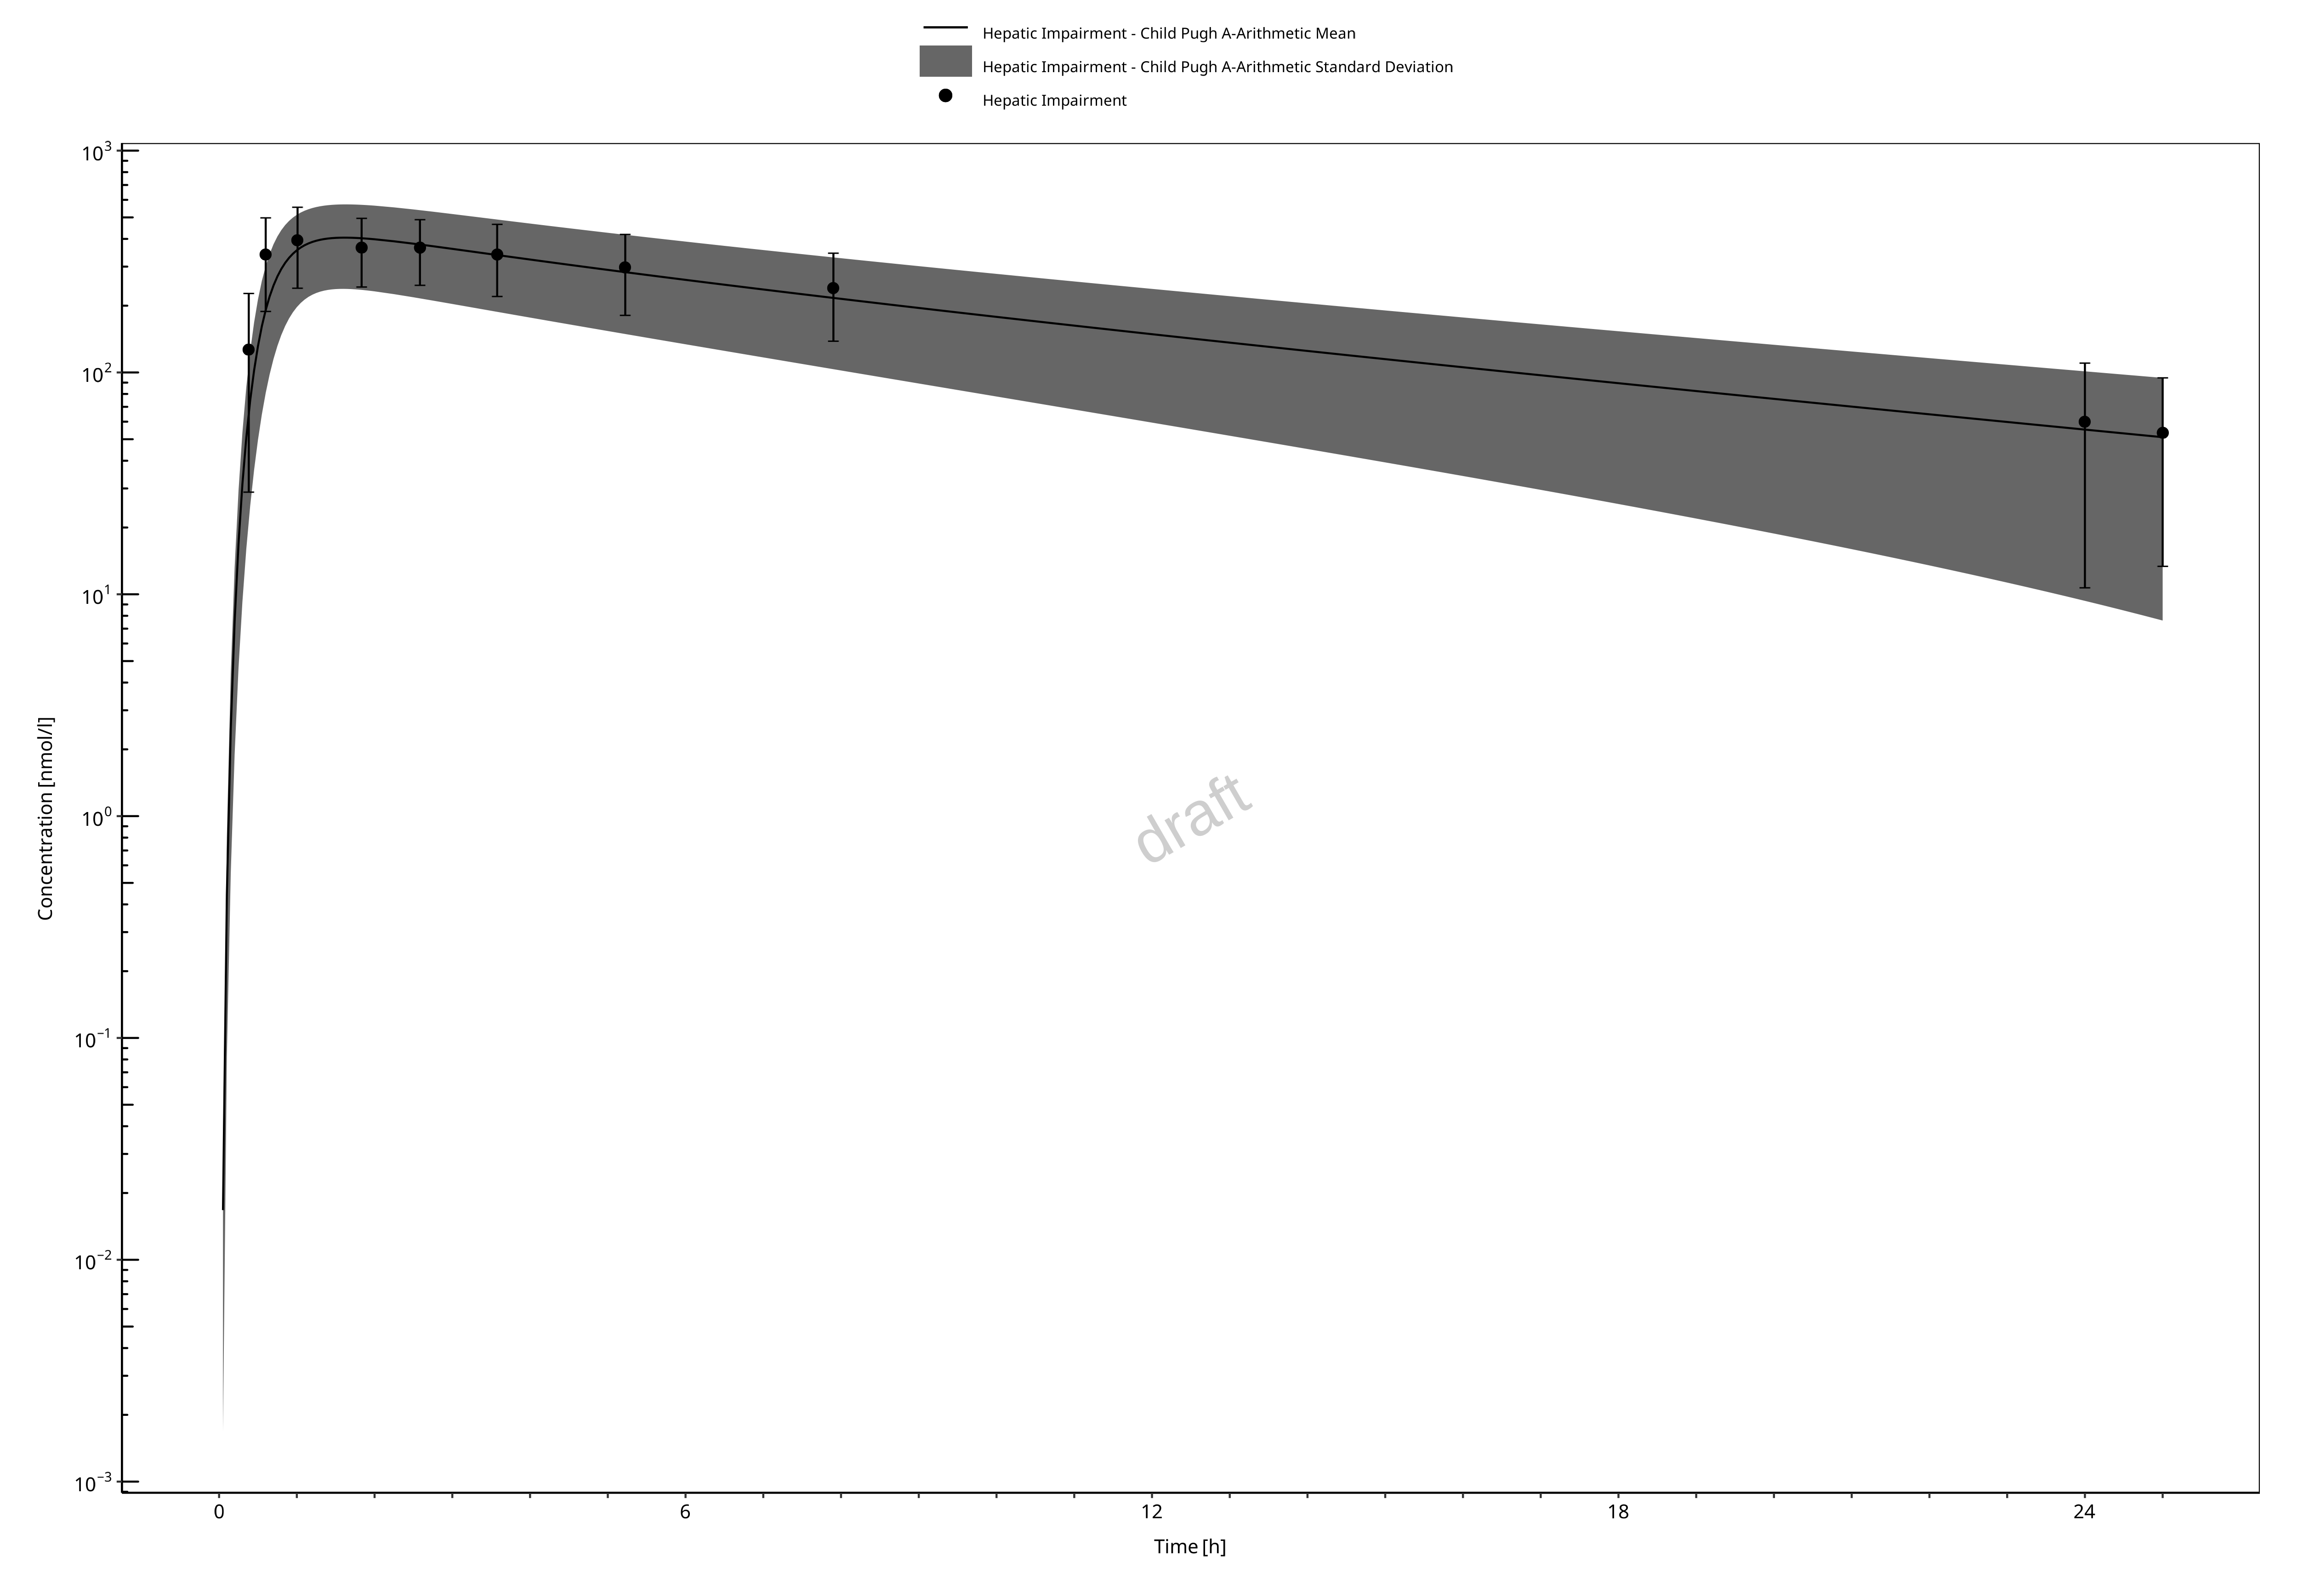 Hepatic Impairment - Child Pugh A-Arithmetic Mean
Hepatic Impairment - Child Pugh A-Arithmetic Standard Deviation
Hepatic Impairment
10³
10²
10¹
10⁰
10⁻¹
10⁻²
10⁻³
Concentration [nmol/l]
draft
0 6 12 18 24
Time [h]